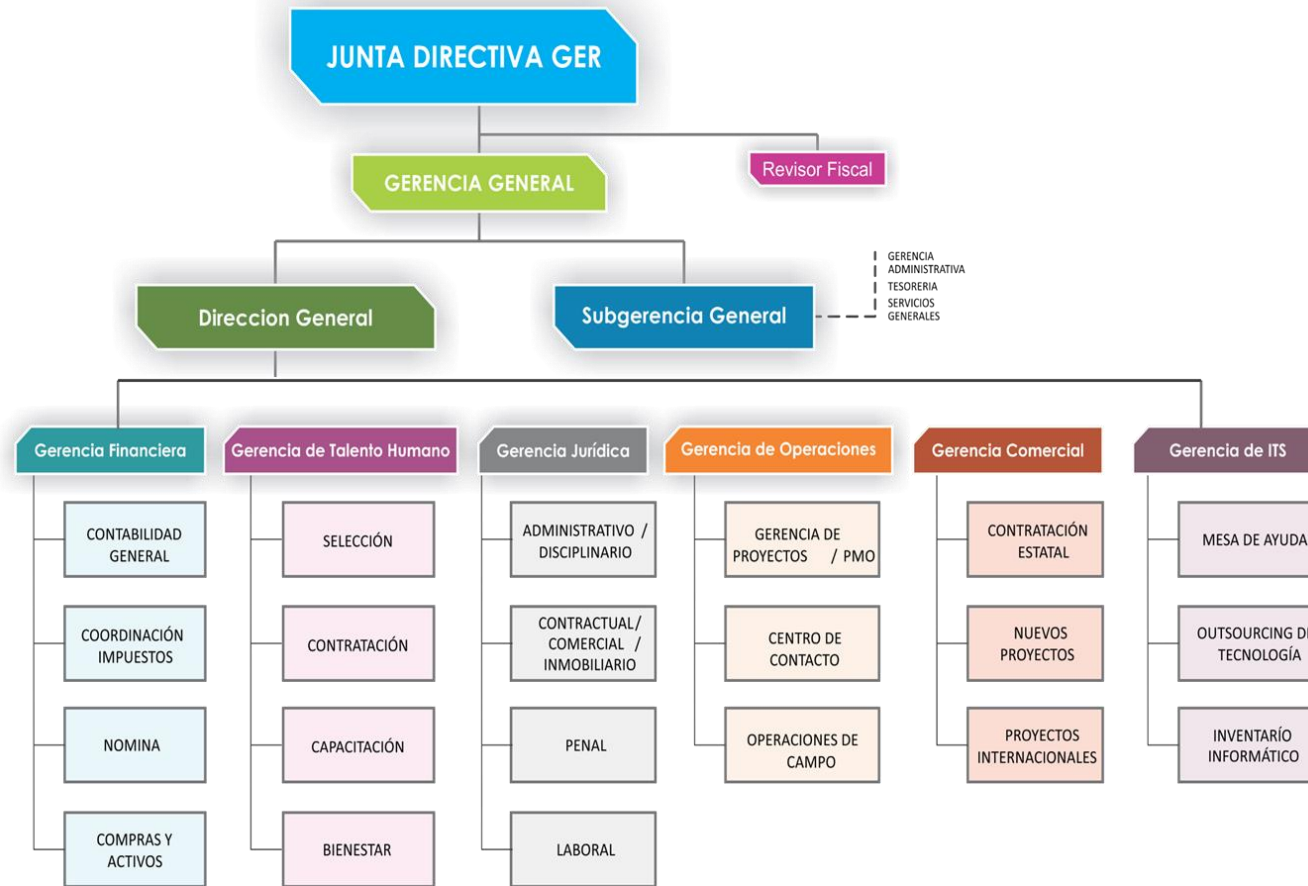 JUNTA DIRECTIVA GER
GERENCIA GENERAL
Revisor Fiscal
Direccion General
Subgerencia General
GERENCIA
ADMINISTRATIVA
TESORERIA
SERVICIOS
GENERALES
Gerencia Financiera
CONTABILIDAD
GENERAL
COORDINACIÓN
IMPUESTOS
NOMINA
COMPRAS Y
ACTIVOS
Gerencia de Talento Humano
SELECCIÓN
CONTRATACIÓN
CAPACITACIÓN
BIENESTAR
Gerencia Jurídica
ADMINISTRATIVO /
DISCIPLINARIO
CONTRACTUAL/
COMERCIAL /
INMOBILIARIO
PENAL
LABORAL
Gerencia de Operaciones
GERENCIA DE
PROYECTOS / PMO
CENTRO DE
CONTACTO
OPERACIONES DE
CAMPO
Gerencia Comercial
CONTRATACIÓN
ESTATAL
NUEVOS
PROYECTOS
PROYECTOS
INTERNACIONALES
Gerencia de ITS
MESA DE AYUDA
OUTSOURCING DE
TECNOLOGÍA
INVENTARÍO
INFORMÁTICO